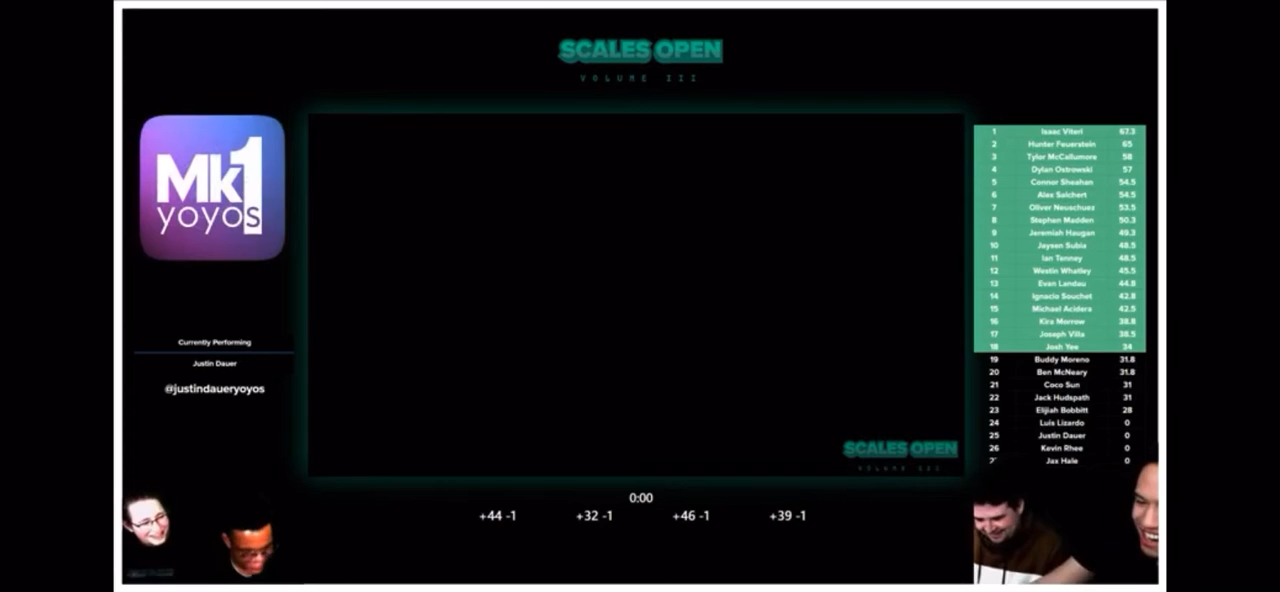 SCALES OPEN
VOLUME III
Mk1
yoyos
Currently Performing
Justin Dauer
@justindaueryoyos
1 Isaac Viteri 67.3
2 Hunter Feuerstein 65
3 Tyler McCallumore 58
4 Dylan Ostrowski 57
5 Connor Sheahan 54.5
6 Alex Salchert 54.5
7 Oliver Neuschuez 53.5
8 Stephan Madden 50.3
9 Jeremiah Haugan 49.3
10 Jaysen Subia 48.5
11 Ian Tenney 48.5
12 Westin Whatley 45.5
13 Evan Landau 44.8
14 Ignacio Souchet 42.8
15 Michael Acidera 42.5
16 Kira Morrow 38.8
17 Joseph Villa 38.5
18 Josh Yee 34
19 Buddy Moreno 31.8
20 Ben McNeary 31.8
21 Coco Sun 31
22 Jack Hudspath 31
23 Elijiah Bobbitt 28
24 Luis Lizardo 0
25 Justin Dauer 0
26 Kevin Rhee 0
Jax Hale 0
SCALES OPEN
VOLUME III
0:00
+44 -1 +32 -1 +46 -1 +39 -1